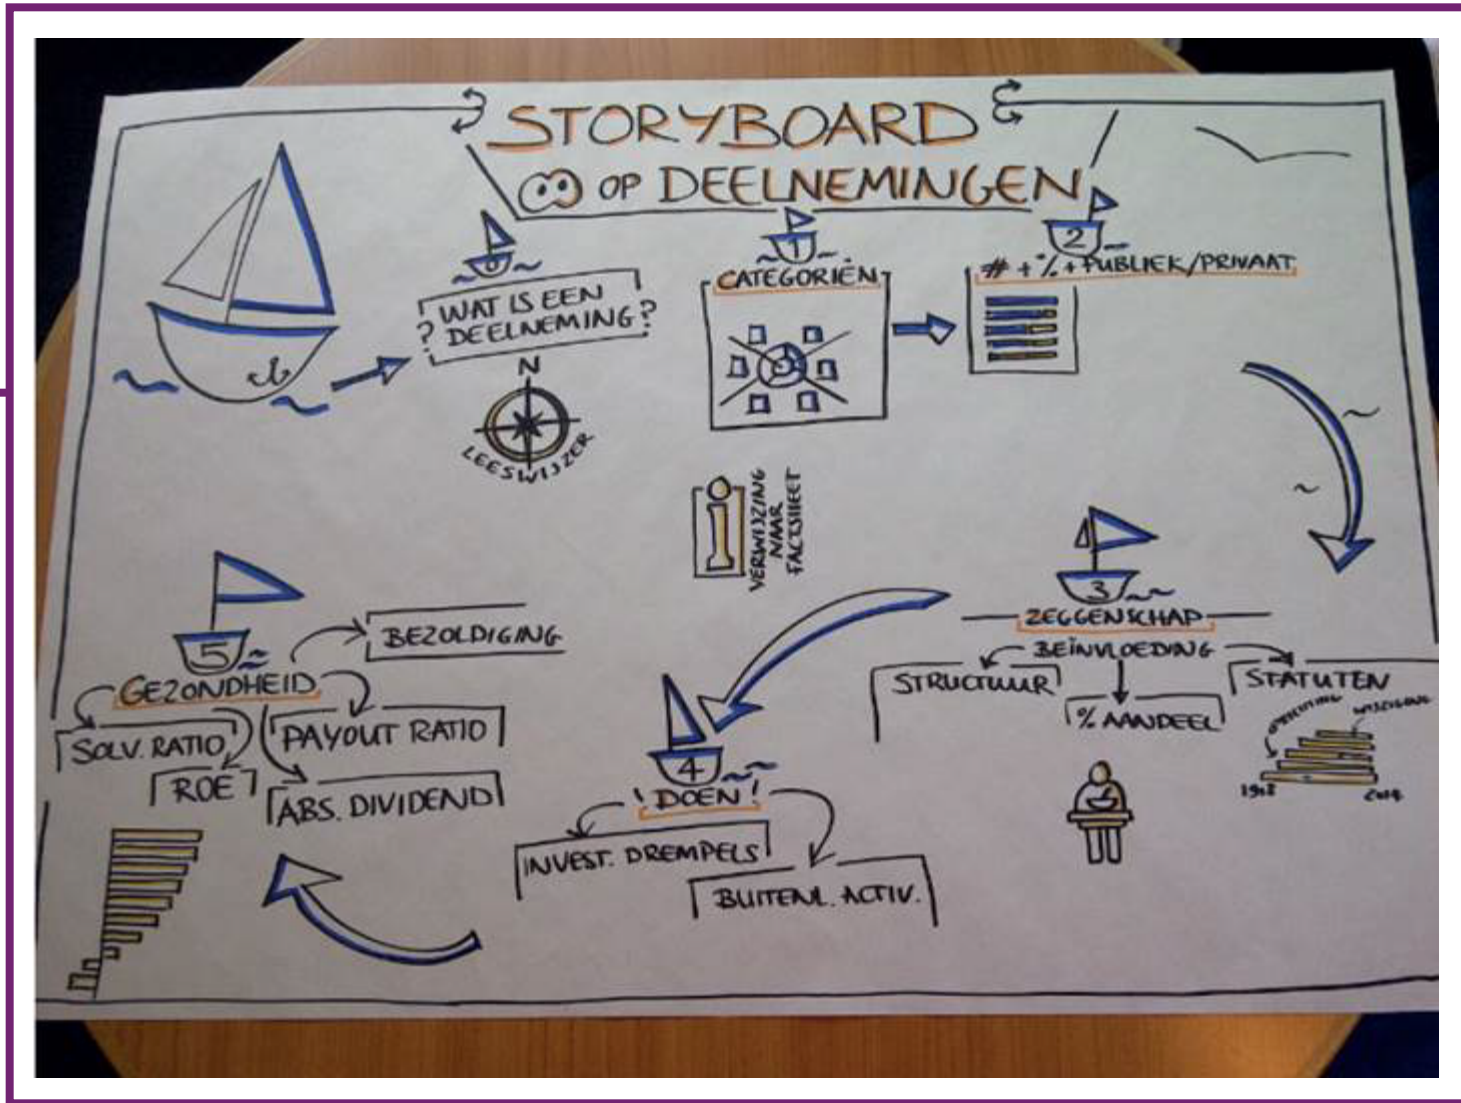 STORYBOARD
OP DEELNEMINGEN
0
WAT IS EEN
? DEELNEMING?
N
LEESWIJZER
1
CATEGORIËN
2
# + % + PUBLIEK/PRIVAAT
i
VERWIJZING
NAAR
FACTSHEET
3
ZEGGENSCHAP
BEÏNVLOEDING
STRUCTUUR
% AANDEEL
STATUTEN
OPRICHTING
WIJZIGING
4
'DOEN'
INVEST. DREMPELS
BUITENL. ACTIV.
5
GEZONDHEID
BEZOLDIGING
SOLV. RATIO
ROE
PAYOUT RATIO
ABS. DIVIDEND